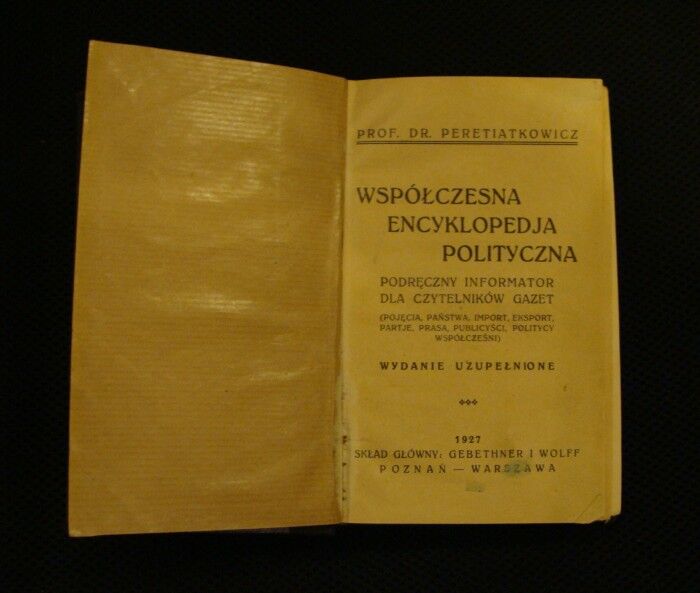 PROF. DR. PERETIATKOWICZ
WSPÓŁCZESNA
ENCYKLOPEDJA
POLITYCZNA
PODRĘCZNY INFORMATOR
DLA CZYTELNIKÓW GAZET
(POJĘCIA, PAŃSTWA, IMPORT, EKSPORT,
PARTJE, PRASA, PUBLICYŚCI, POLITYCY
WSPÓŁCZEŚNI)
WYDANIE UZUPEŁNIONE
1927
SKŁAD GŁÓWNY: GEBETHNER I WOLFF
POZNAŃ — WARSZAWA